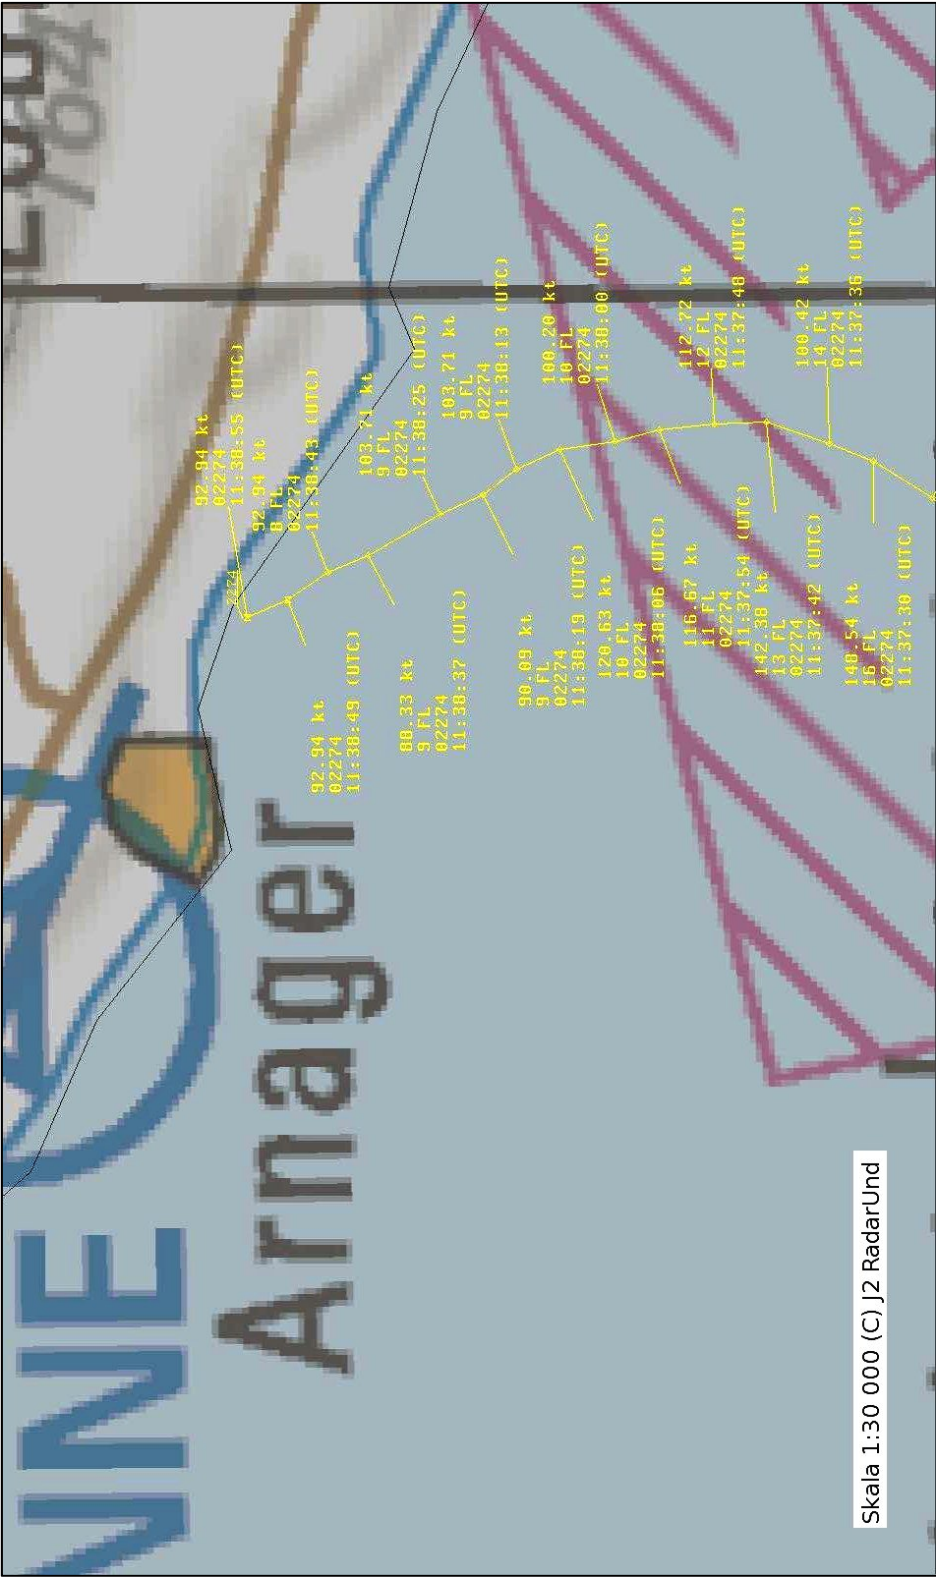 NNE
Arnager
2274
92.94 kt
02274
11:38:55 (UTC)
92.94 kt
8 FL
02274
11:38:43 (UTC)
103.71 kt
9 FL
02274
11:38:25 (UTC)
103.71 kt
9 FL
02274
11:38:13 (UTC)
100.20 kt
10 FL
02274
11:38:00 (UTC)
112.72 kt
12 FL
02274
11:37:48 (UTC)
100.42 kt
14 FL
02274
11:37:36 (UTC)
92.94 kt
02274
11:38:49 (UTC)
88.33 kt
9 FL
02274
11:38:37 (UTC)
90.09 kt
9 FL
02274
11:38:19 (UTC)
120.63 kt
10 FL
02274
11:38:06 (UTC)
116.67 kt
11 FL
02274
11:37:54 (UTC)
142.38 kt
13 FL
02274
11:37:42 (UTC)
148.54 kt
16 FL
02274
11:37:30 (UTC)
Skala 1:30 000 (C) J2 RadarUnd